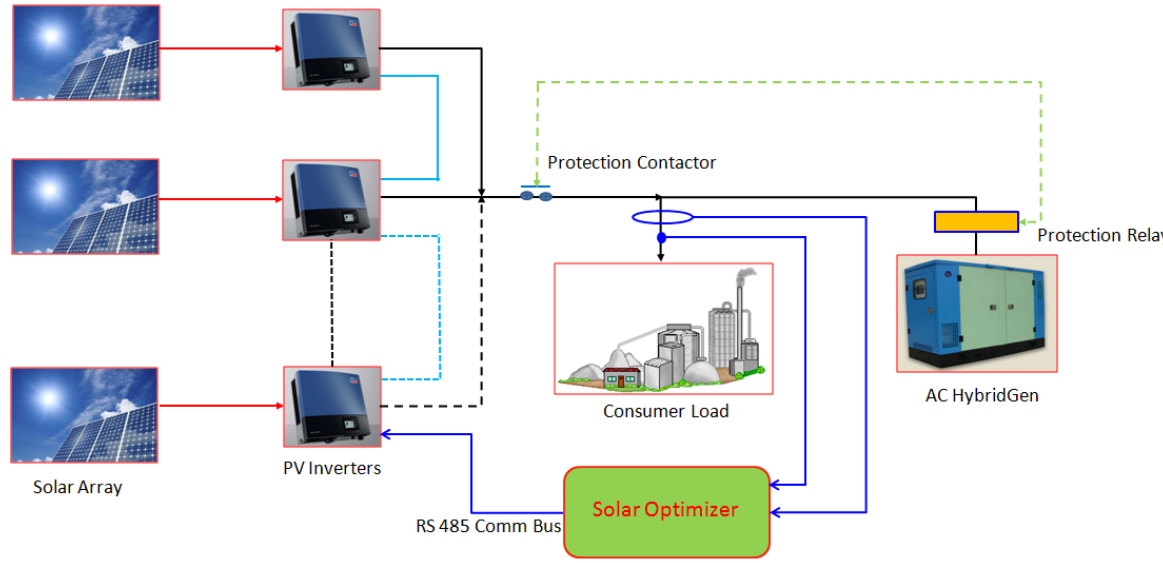 Protection Contactor
Protection Relay
Consumer Load
AC HybridGen
PV Inverters
Solar Array
Solar Optimizer
RS 485 Comm Bus